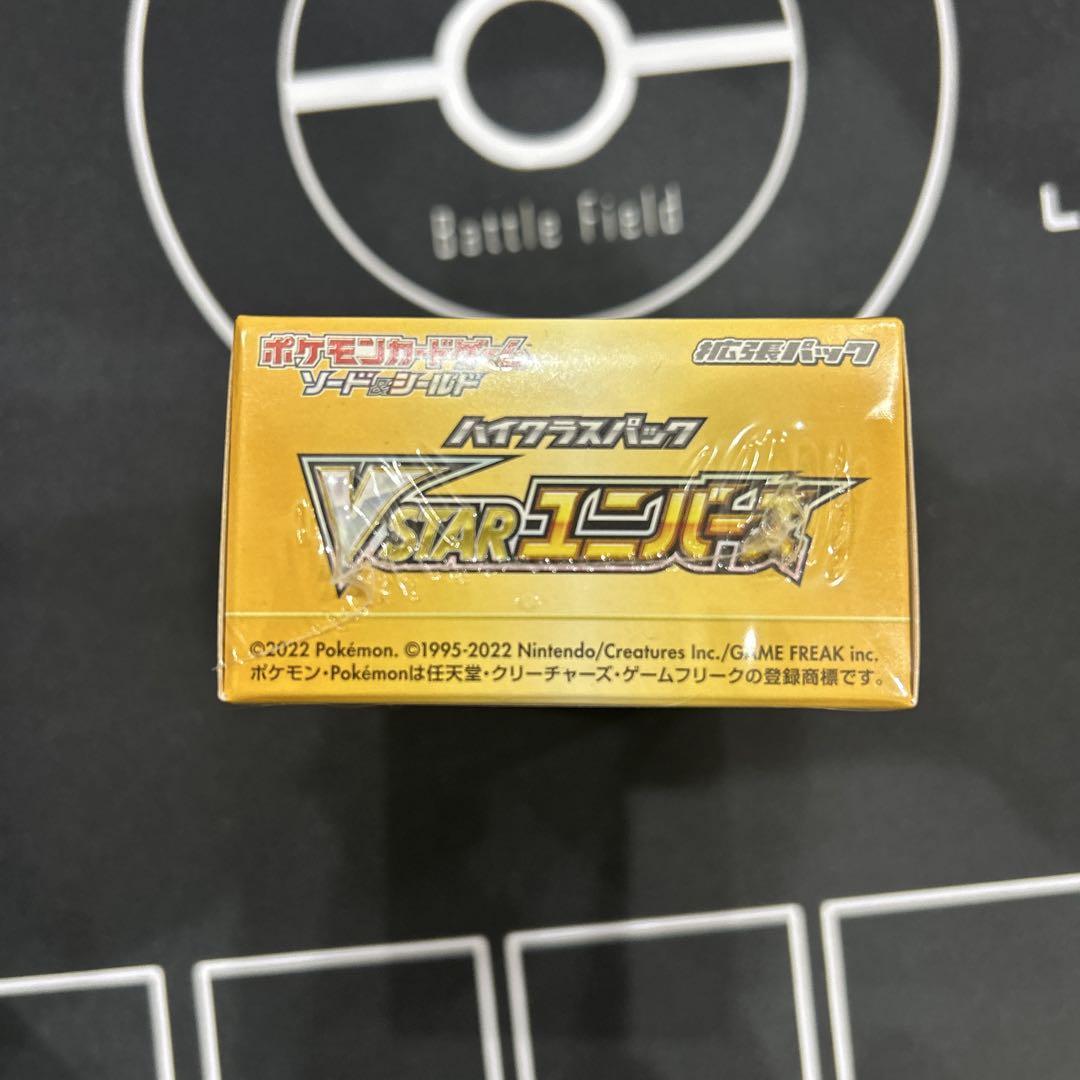 Battle Field
L
ポケモンカードゲーム
ソード&シールド
拡張パック
ハイクラスパック
VSTARユニバース
©2022 Pokémon. ©1995-2022 Nintendo/Creatures Inc./GAME FREAK inc.
ポケモン・Pokémonは任天堂・クリーチャーズ・ゲームフリークの登録商標です。